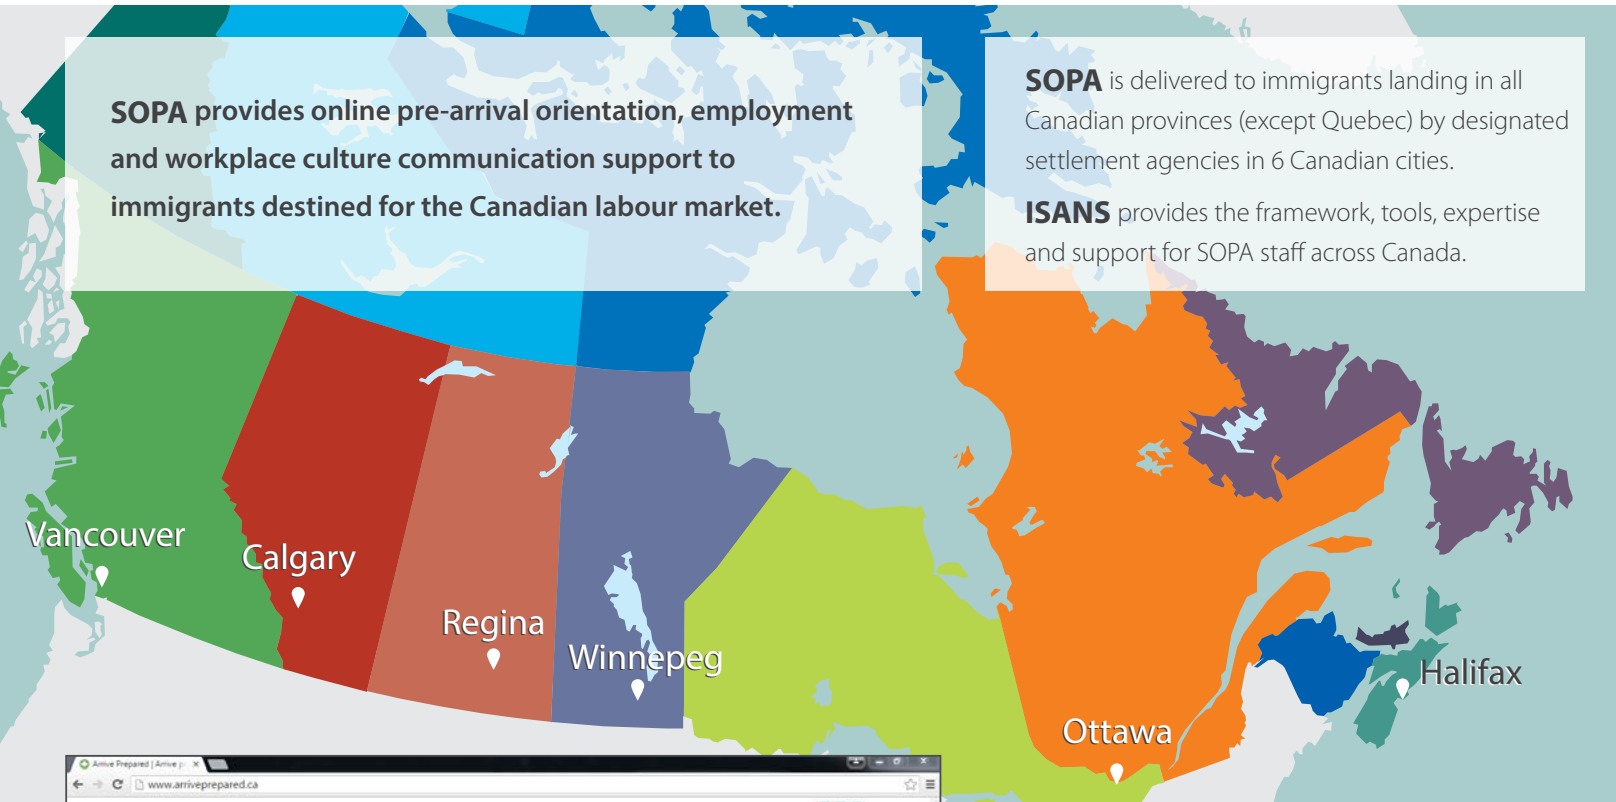 SOPA provides online pre-arrival orientation, employment
and workplace culture communication support to
immigrants destined for the Canadian labour market.
SOPA is delivered to immigrants landing in all
Canadian provinces (except Quebec) by designated
settlement agencies in 6 Canadian cities.
ISANS provides the framework, tools, expertise
and support for SOPA staff across Canada.
Vancouver
Calgary
Regina
Winnepeg
Ottawa
Halifax
Arrive Prepared | Arrive p
www.arriveprepared.ca